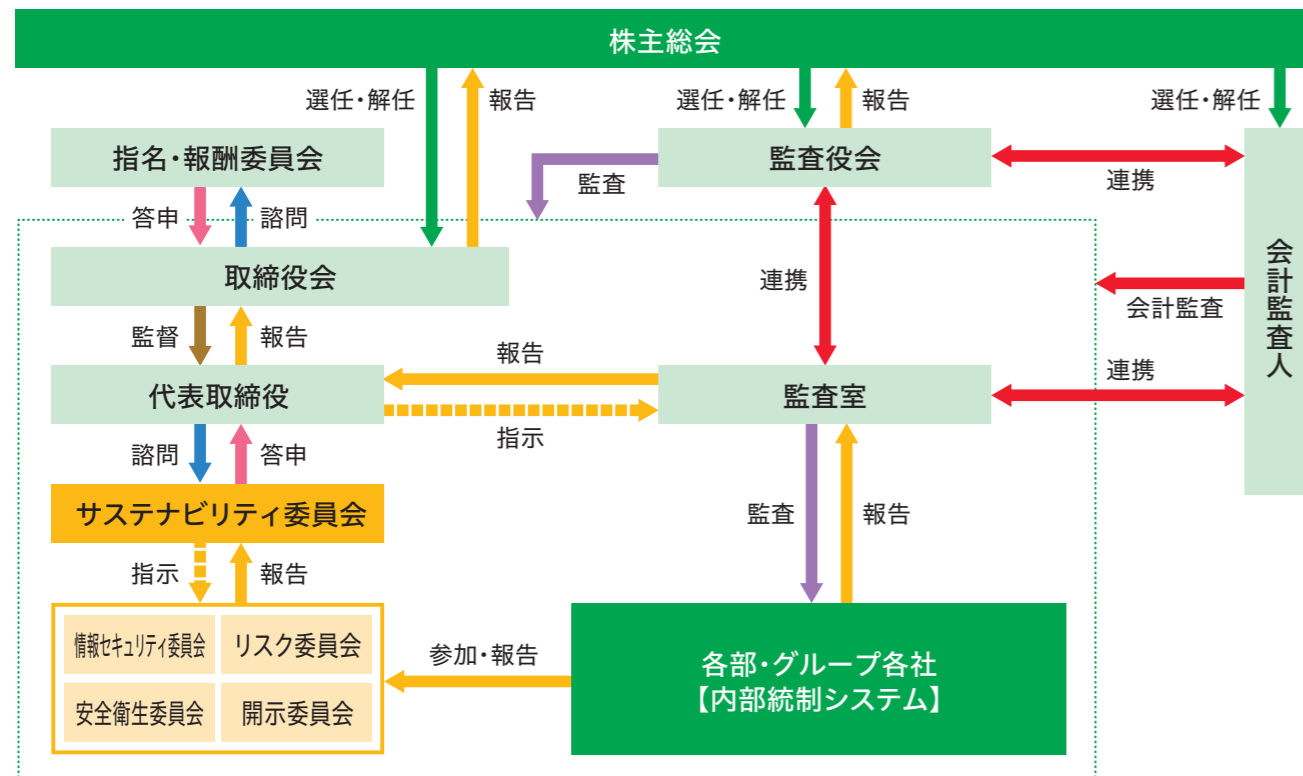 株主総会
選任・解任
報告
選任・解任
報告
選任・解任
指名・報酬委員会
監査役会
監査
連携
答申
諮問
取締役会
連携
会計監査
会計監査人
監督
報告
報告
連携
代表取締役
監査室
指示
諮問
答申
サステナビリティ委員会
監査
報告
指示
報告
情報セキュリティ委員会
リスク委員会
安全衛生委員会
開示委員会
参加・報告
各部・グループ各社
【内部統制システム】